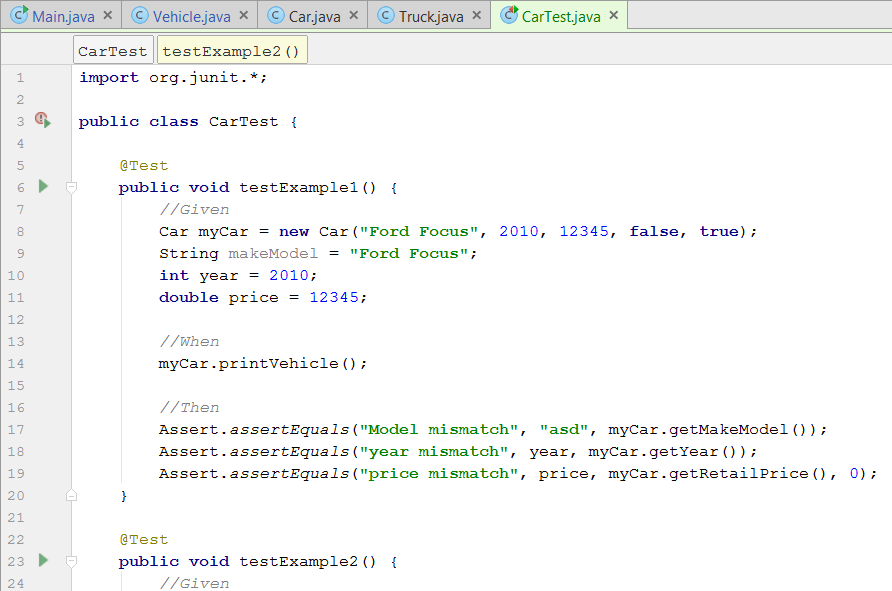 Main.java Vehicle.java Car.java Truck.java CarTest.java
CarTest testExample2()
1 import org.junit.*;
2
3 public class CarTest {
4
5 @Test
6 public void testExample1() {
7 //Given
8 Car myCar = new Car("Ford Focus", 2010, 12345, false, true);
9 String makeModel = "Ford Focus";
10 int year = 2010;
11 double price = 12345;
12
13 //When
14 myCar.printVehicle();
15
16 //Then
17 Assert.assertEquals("Model mismatch", "asd", myCar.getMakeModel());
18 Assert.assertEquals("year mismatch", year, myCar.getYear());
19 Assert.assertEquals("price mismatch", price, myCar.getRetailPrice(), 0);
20 }
21
22 @Test
23 public void testExample2() {
24 //Given